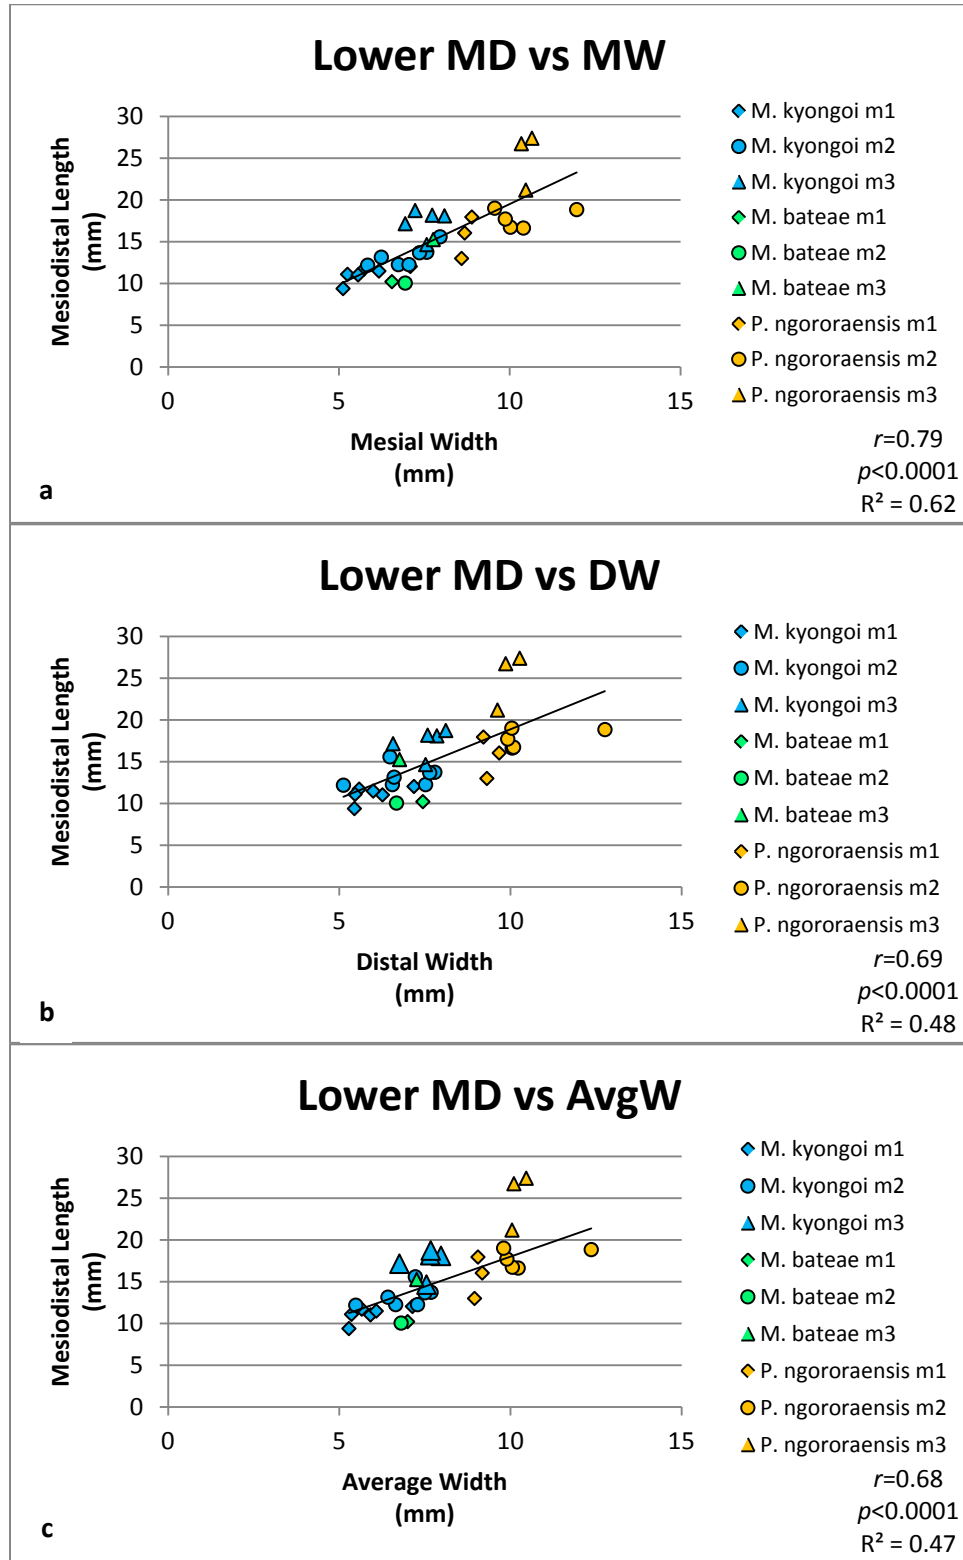 Lower MD vs MW
Mesiodistal Length
(mm)
30
25
20
15
10
5
0
0 5 10 15
Mesial Width
(mm)
M. kyongoi m1
M. kyongoi m2
M. kyongoi m3
M. bateae m1
M. bateae m2
M. bateae m3
P. ngororaensis m1
P. ngororaensis m2
P. ngororaensis m3
r=0.79
p<0.0001
R² = 0.62
a
Lower MD vs DW
Mesiodistal Length
(mm)
30
25
20
15
10
5
0
0 5 10 15
Distal Width
(mm)
M. kyongoi m1
M. kyongoi m2
M. kyongoi m3
M. bateae m1
M. bateae m2
M. bateae m3
P. ngororaensis m1
P. ngororaensis m2
P. ngororaensis m3
r=0.69
p<0.0001
R² = 0.48
b
Lower MD vs AvgW
Mesiodistal Length
(mm)
30
25
20
15
10
5
0
0 5 10 15
Average Width
(mm)
M. kyongoi m1
M. kyongoi m2
M. kyongoi m3
M. bateae m1
M. bateae m2
M. bateae m3
P. ngororaensis m1
P. ngororaensis m2
P. ngororaensis m3
r=0.68
p<0.0001
R² = 0.47
c